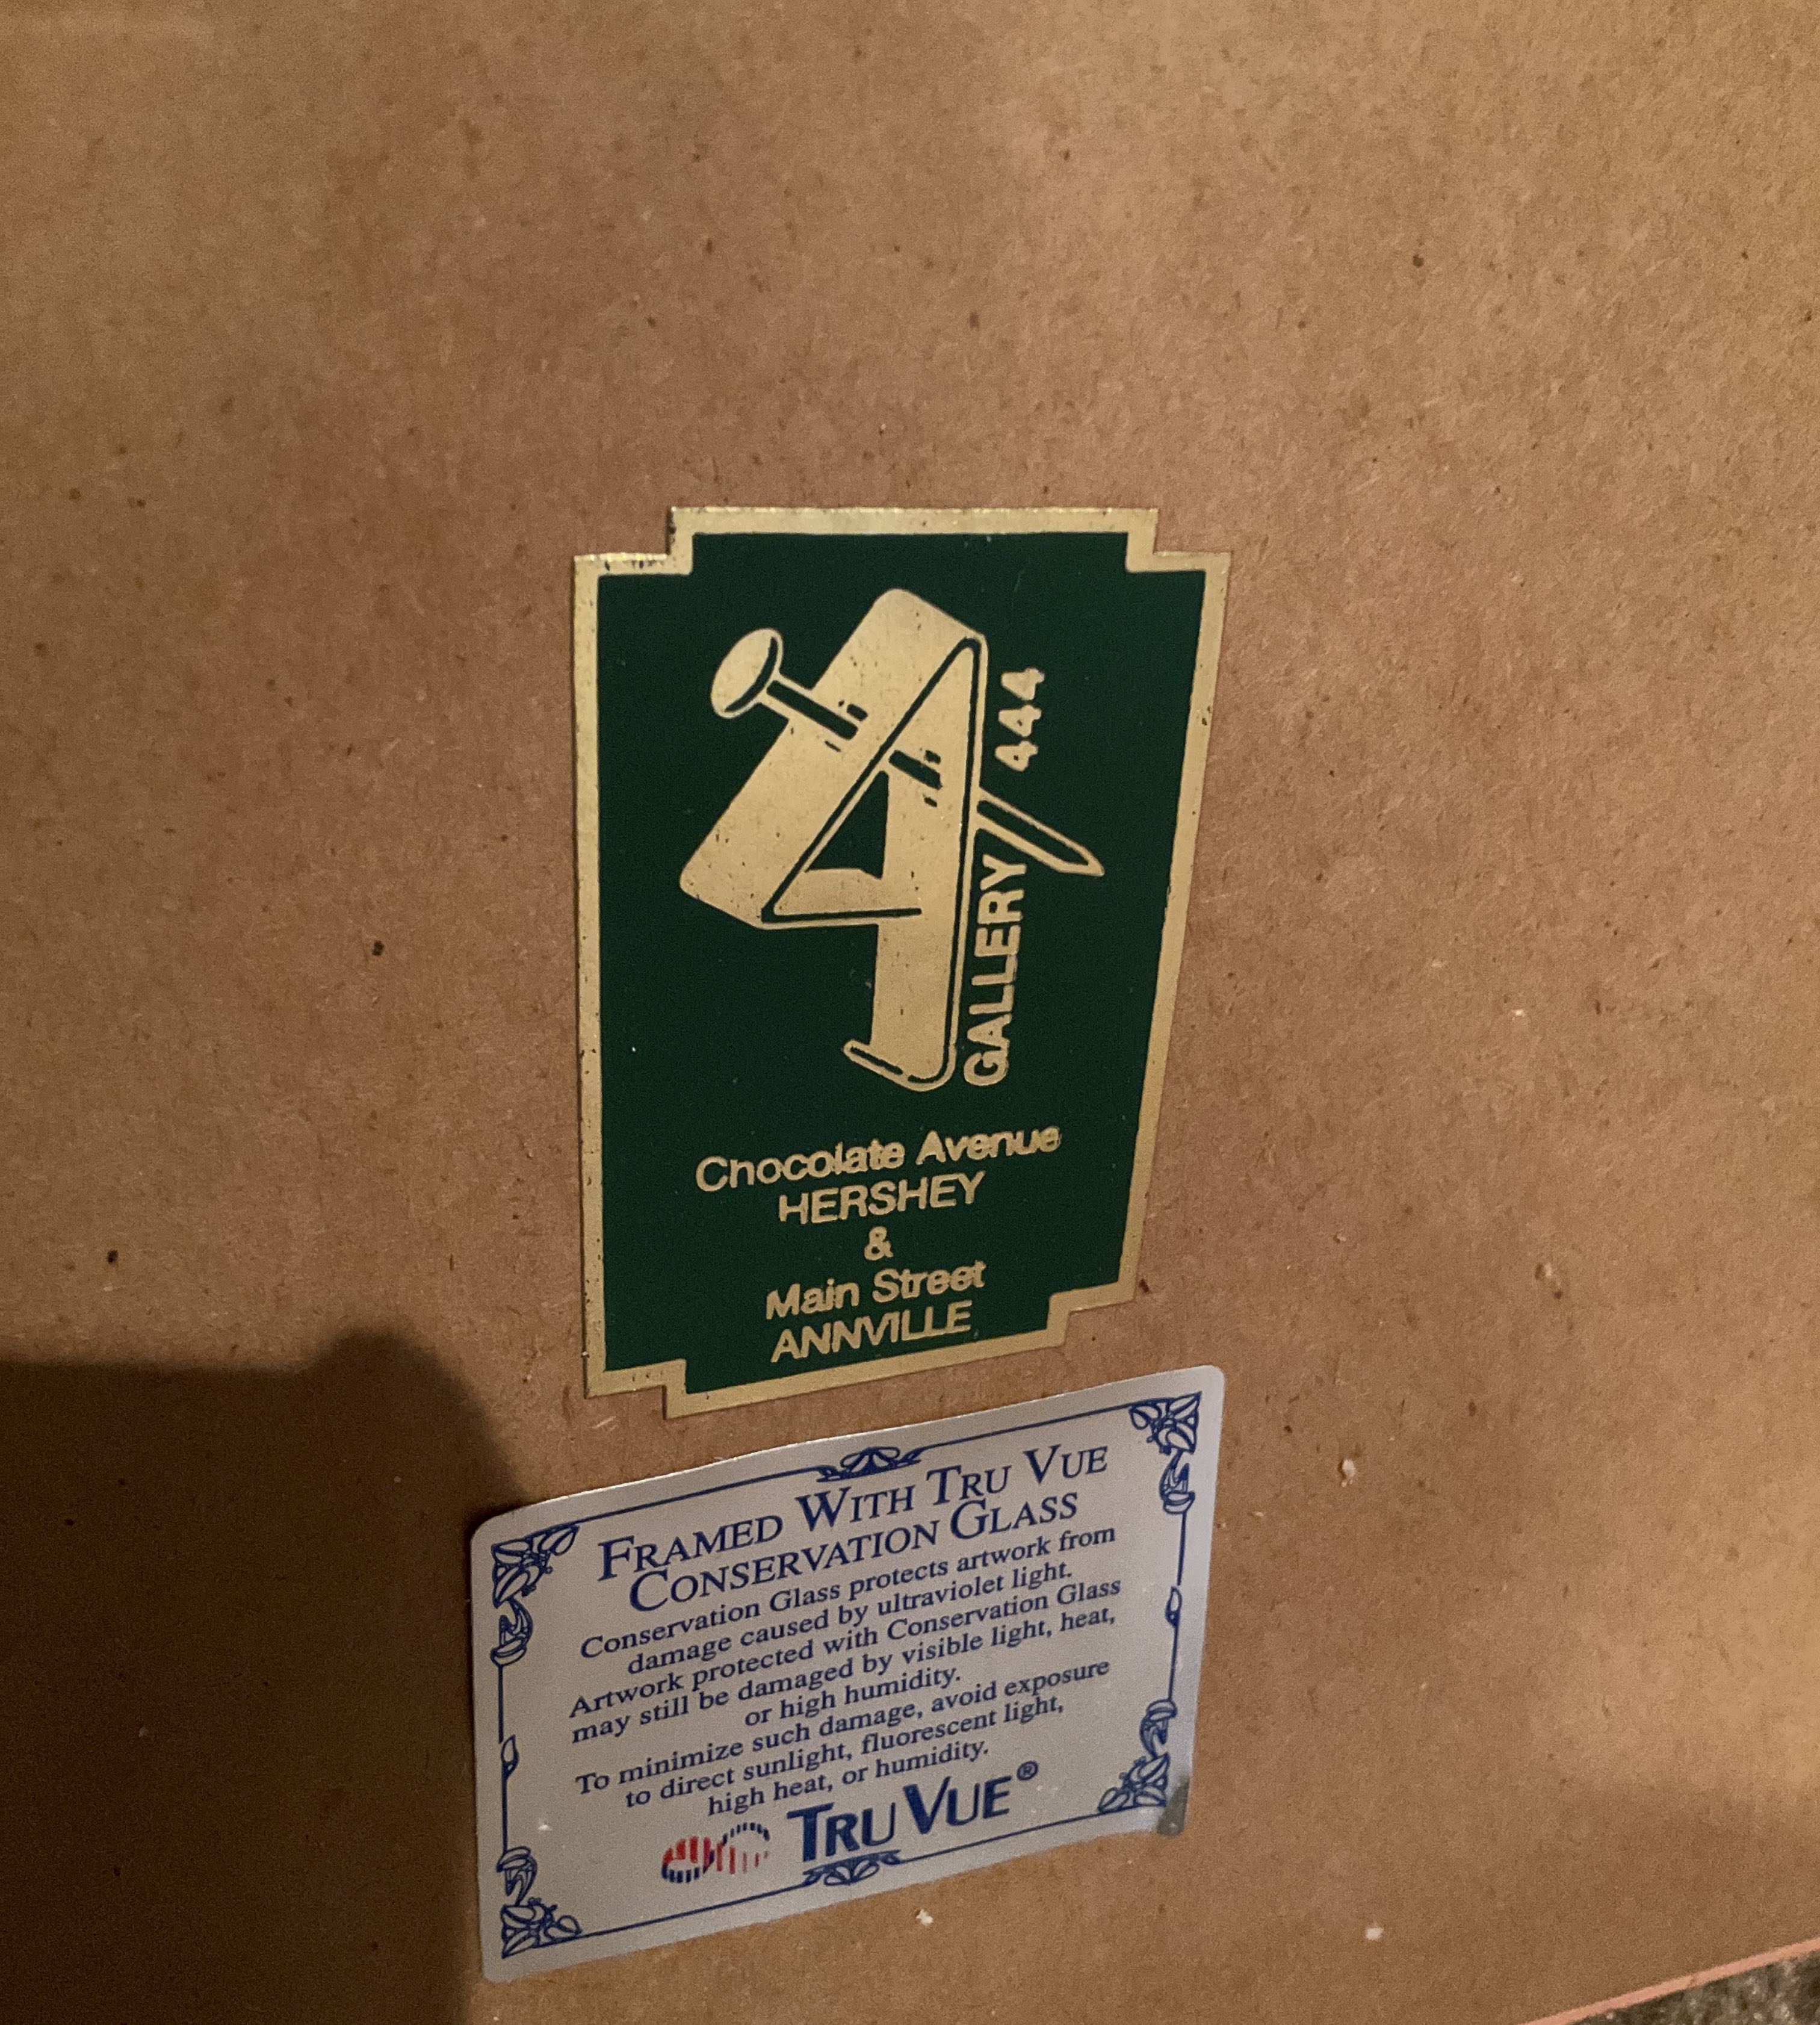 4
GALLERY 444
Chocolate Avenue
HERSHEY
&
Main Street
ANNVILLE
FRAMED WITH TRU VUE
CONSERVATION GLASS
Conservation Glass protects artwork from
damage caused by ultraviolet light.
Artwork protected with Conservation Glass
may still be damaged by visible light, heat,
or high humidity.
To minimize such damage, avoid exposure
to direct sunlight, fluorescent light,
high heat, or humidity.
TRU VUE®